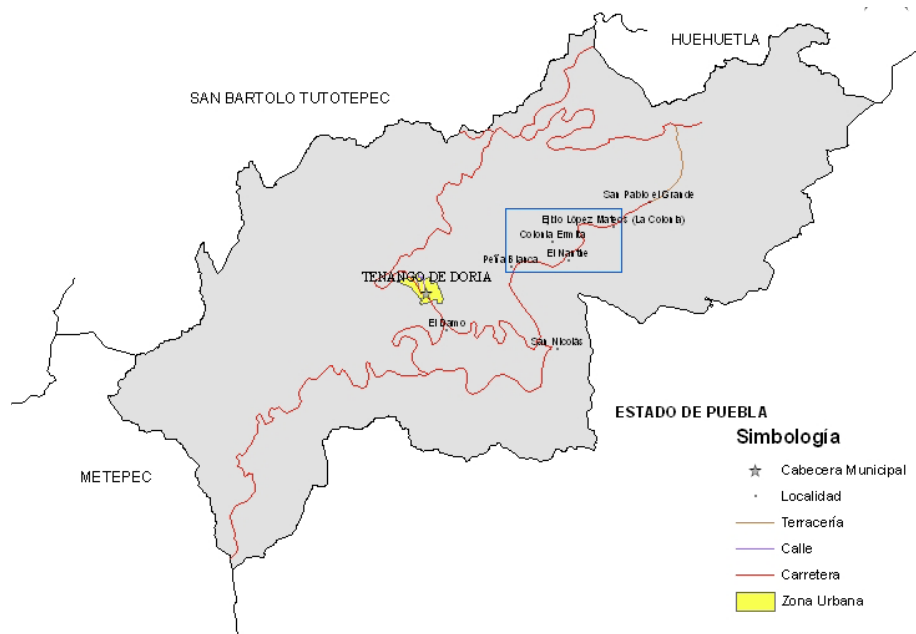 HUEHUETLA
SAN BARTOLO TUTOTEPEC
San Pablo el Grande
Ejido López Mateos (La Colonia)
Colonia Ermita
El Nanthe
Peña Blanca
TENANGO DE DORIA
El Damo
San Nicolás
ESTADO DE PUEBLA
METEPEC
Simbología
Cabecera Municipal
Localidad
Terracería
Calle
Carretera
Zona Urbana